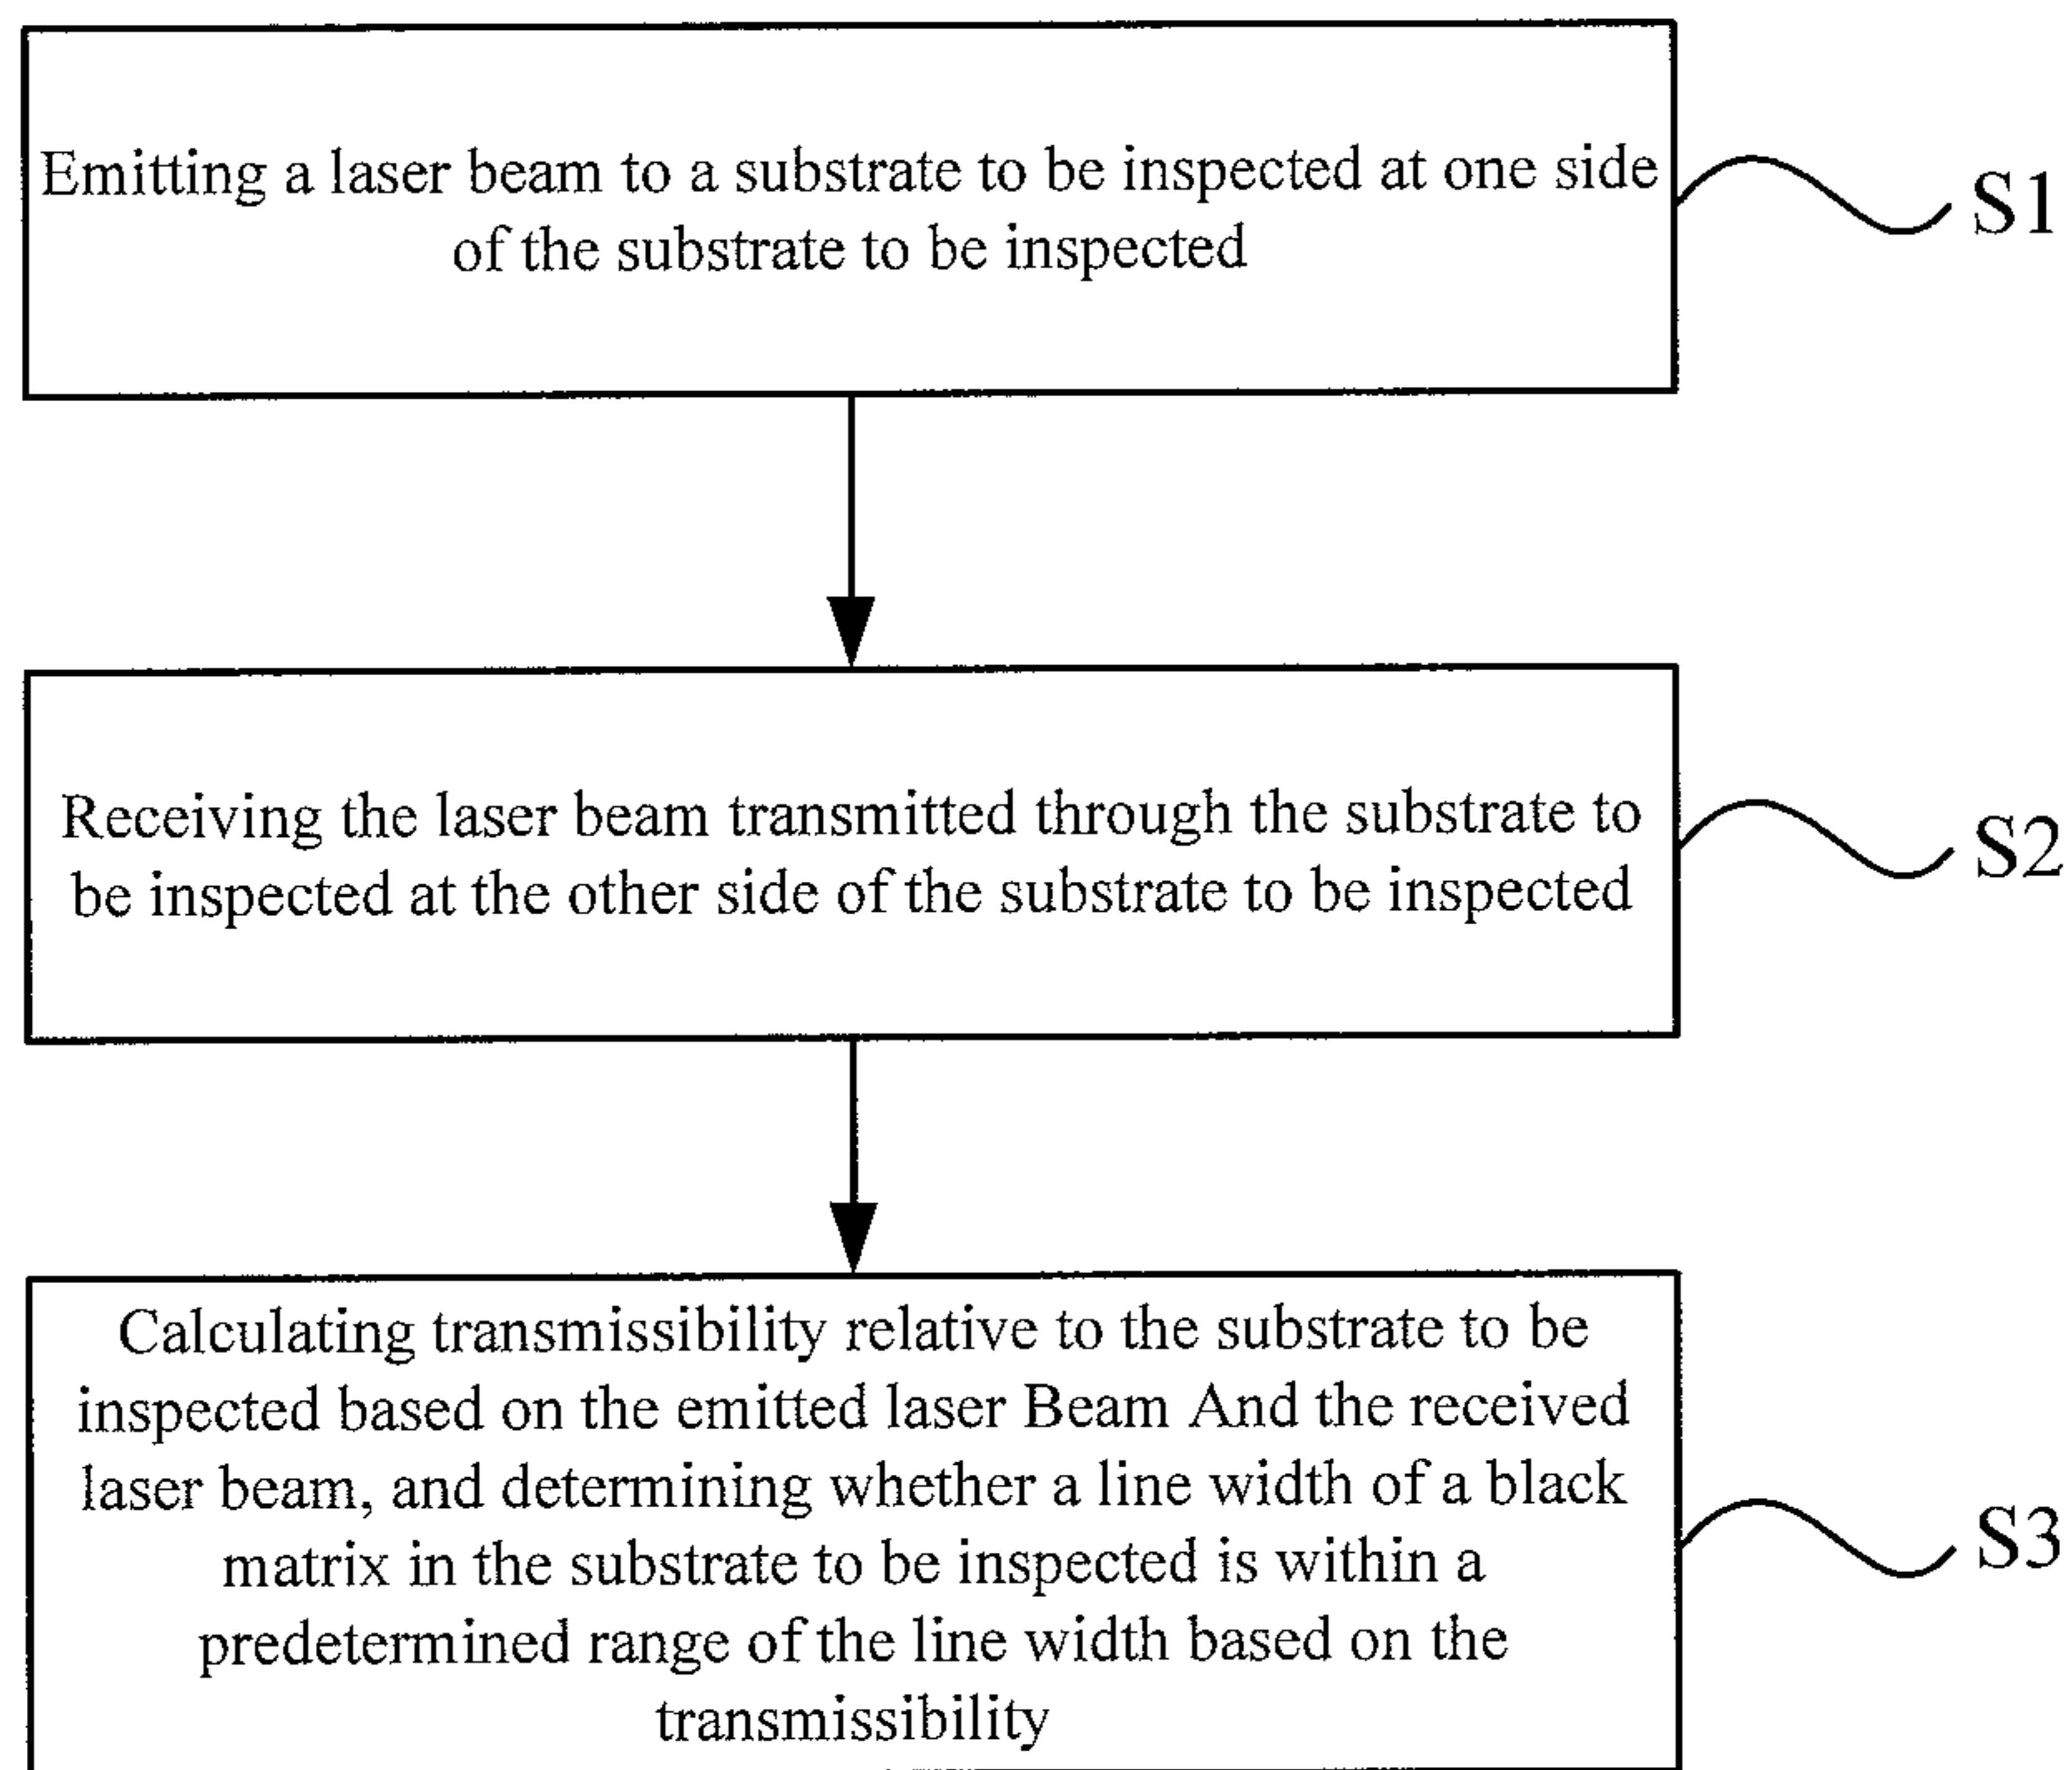 Emitting a laser beam to a substrate to be inspected at one side
of the substrate to be inspected
S1
Receiving the laser beam transmitted through the substrate to
be inspected at the other side of the substrate to be inspected
S2
Calculating transmissibility relative to the substrate to be
inspected based on the emitted laser Beam And the received
laser beam, and determining whether a line width of a black
matrix in the substrate to be inspected is within a
predetermined range of the line width based on the
transmissibility
S3